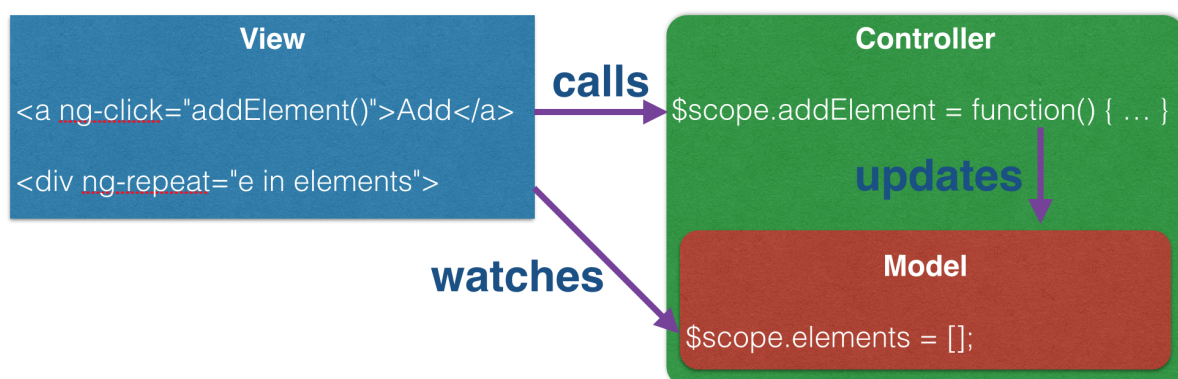 View
<a ng-click="addElement()">Add</a>
<div ng-repeat="e in elements">
calls
watches
Controller
$scope.addElement = function() { … }
updates
Model
$scope.elements = [];